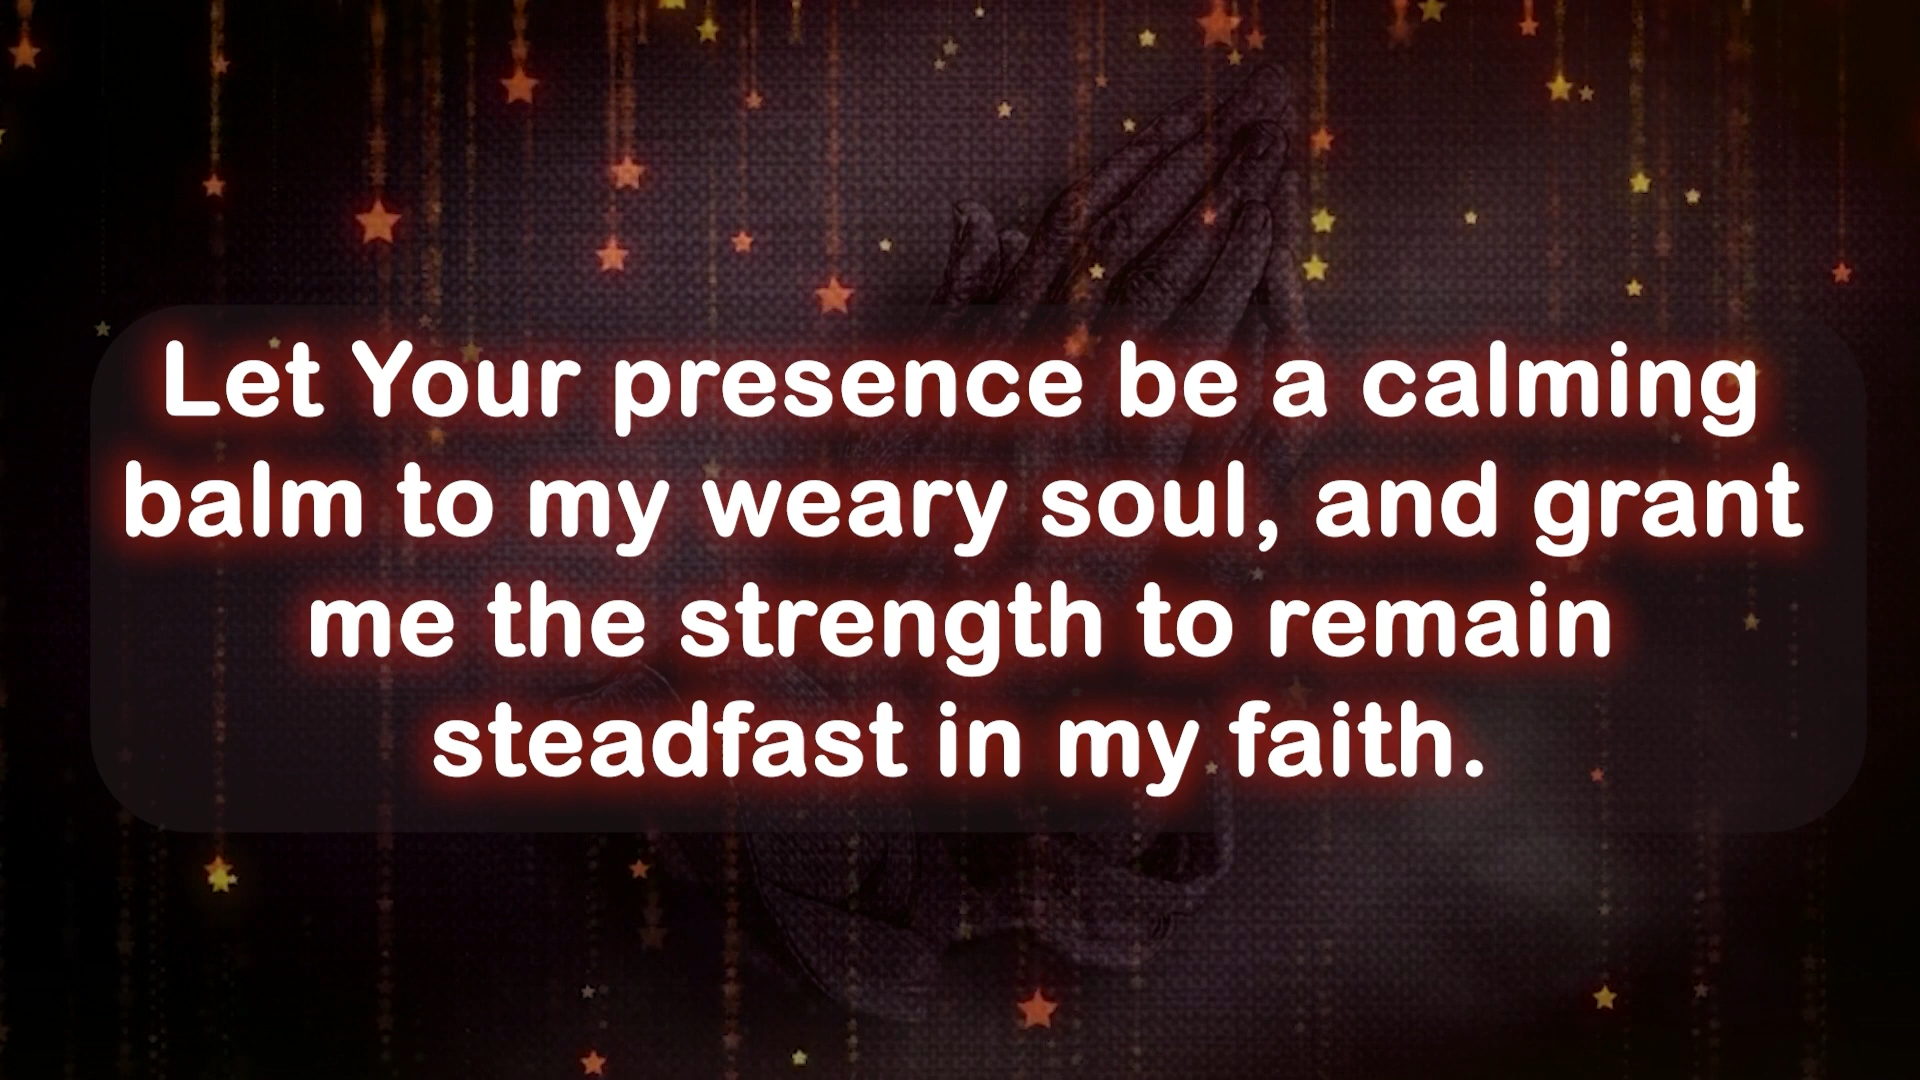 Let Your presence be a calming
balm to my weary soul, and grant
me the strength to remain
steadfast in my faith.